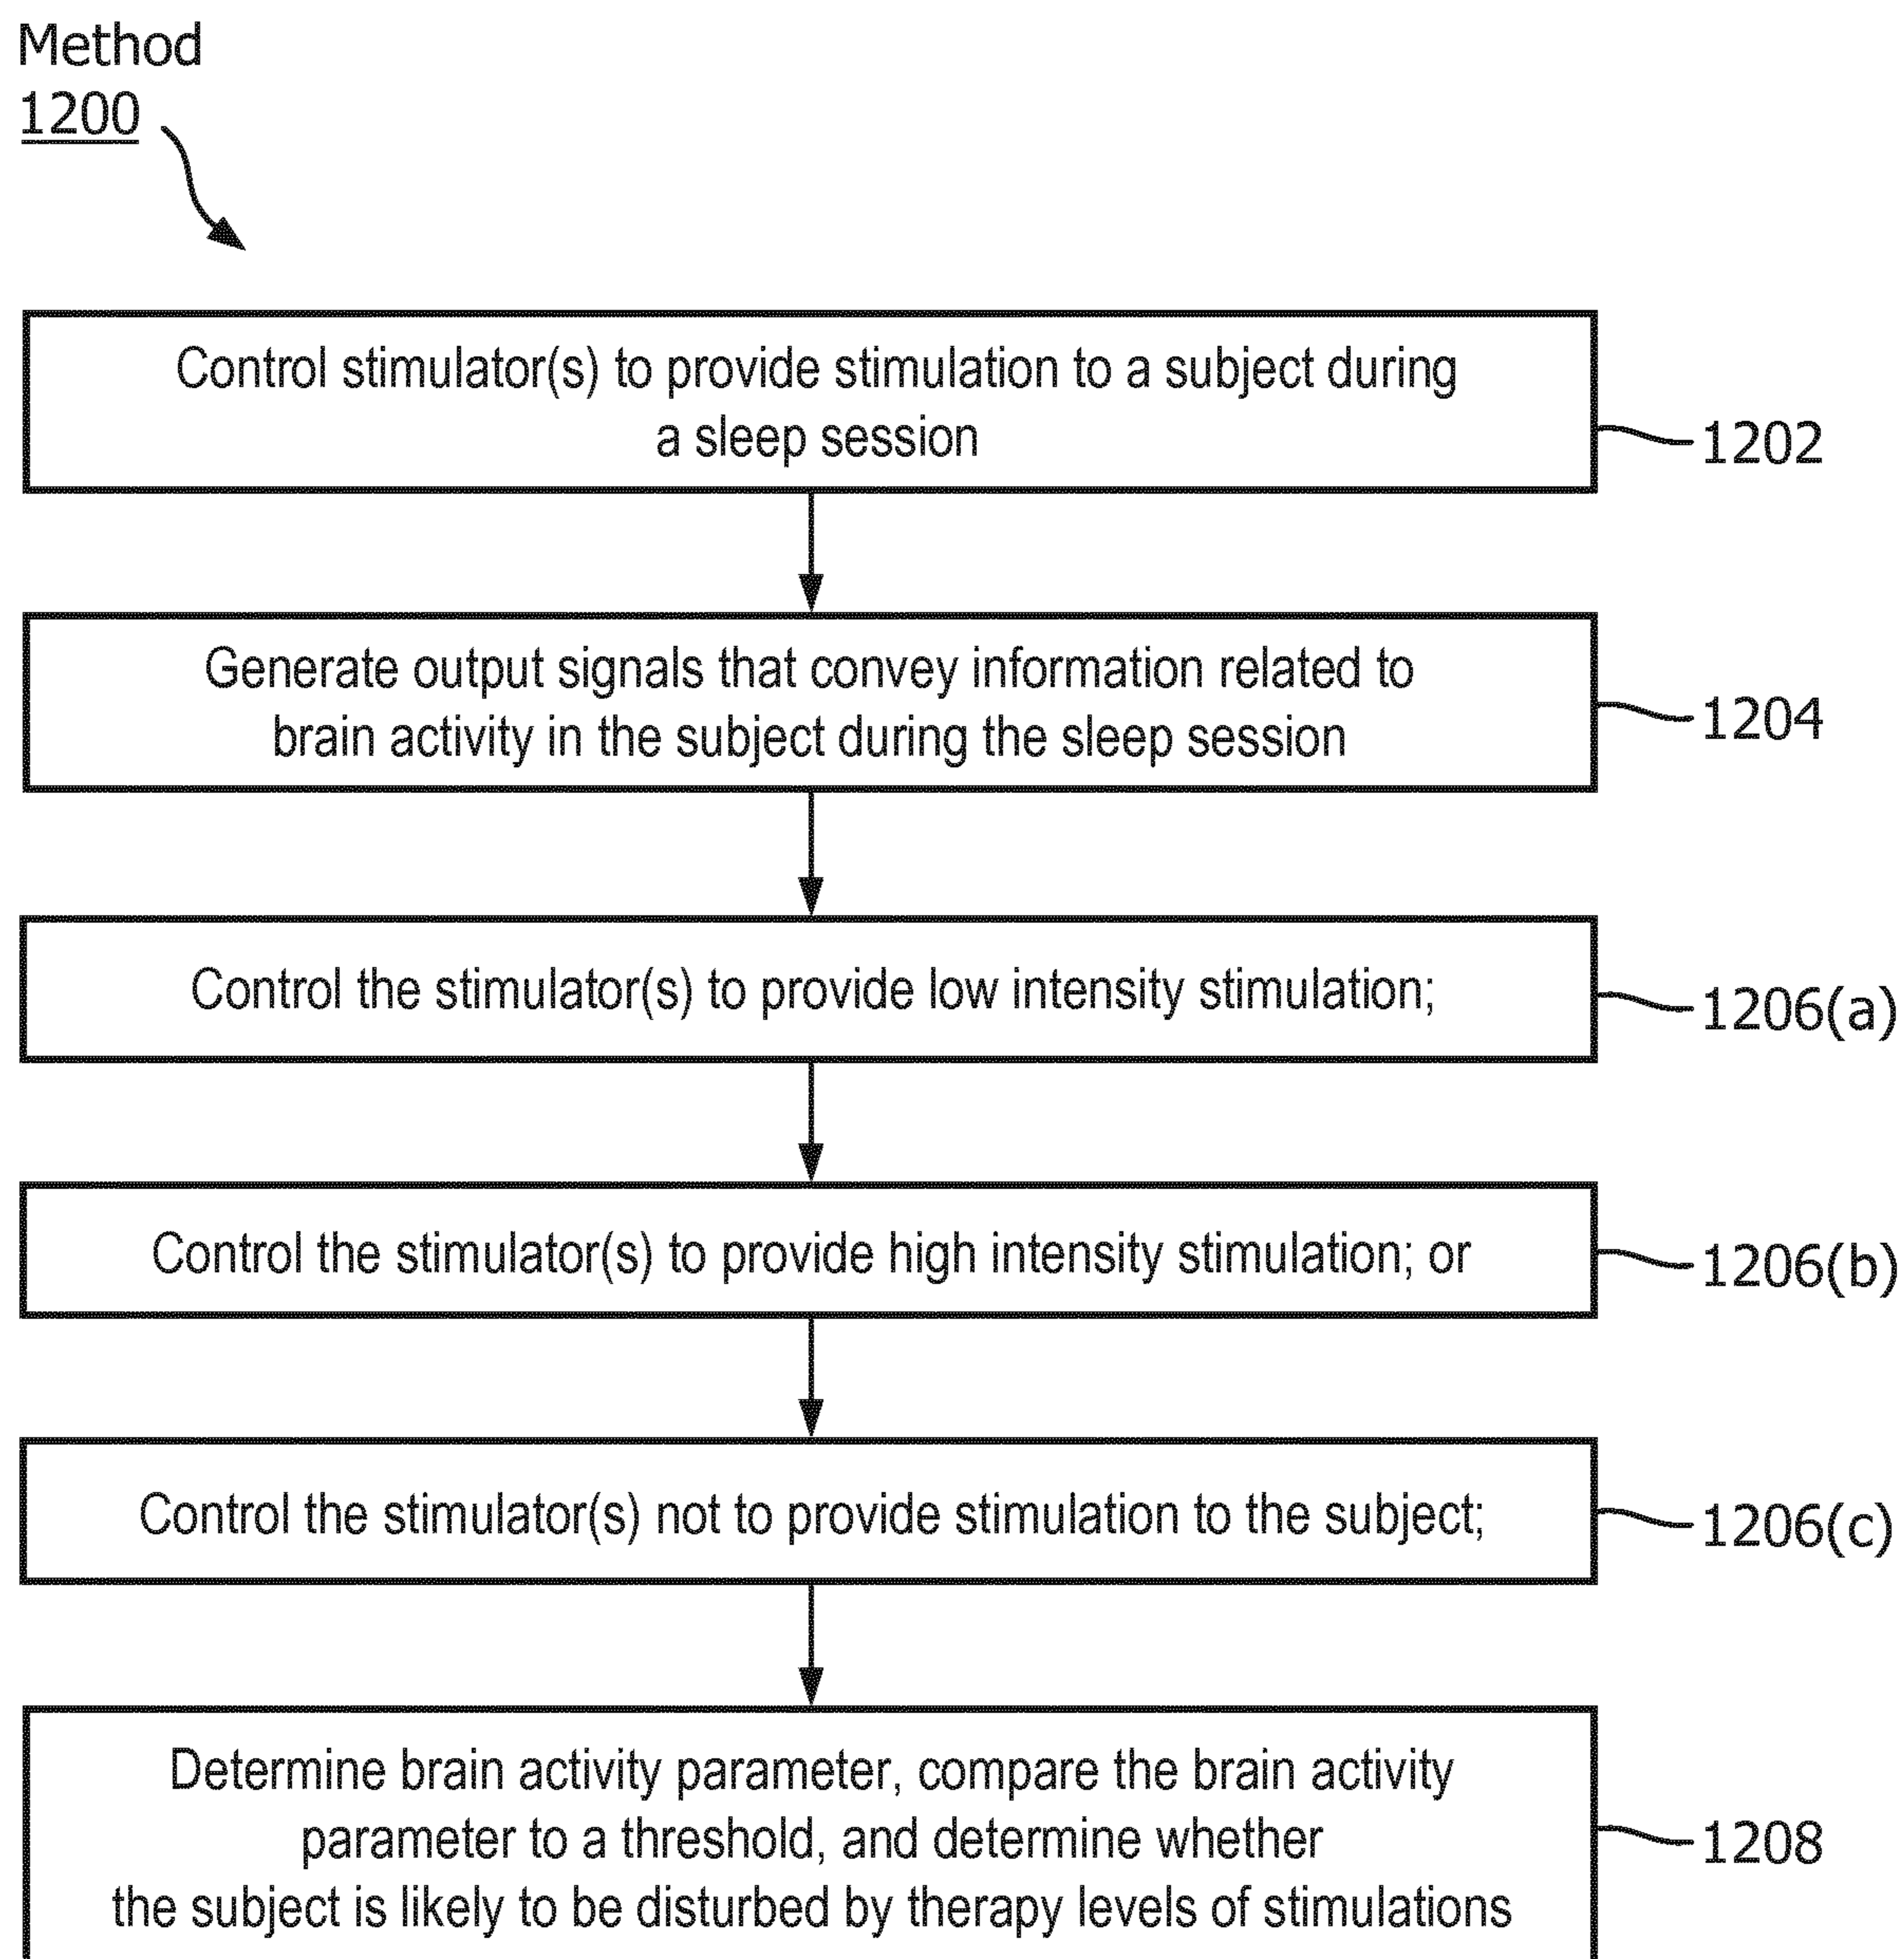 Method
1200
Control stimulator(s) to provide stimulation to a subject during
a sleep session
1202
Generate output signals that convey information related to
brain activity in the subject during the sleep session
1204
Control the stimulator(s) to provide low intensity stimulation;
1206(a)
Control the stimulator(s) to provide high intensity stimulation; or
1206(b)
Control the stimulator(s) not to provide stimulation to the subject;
1206(c)
Determine brain activity parameter, compare the brain activity
parameter to a threshold, and determine whether
the subject is likely to be disturbed by therapy levels of stimulations
1208